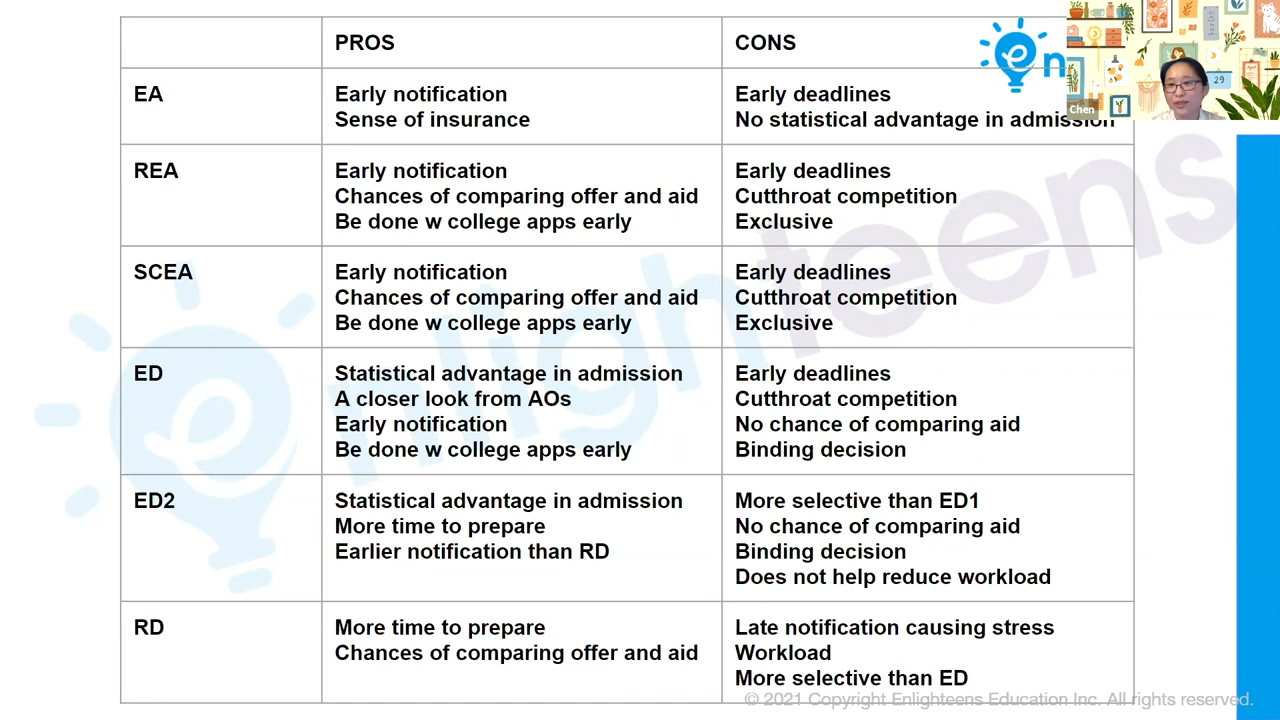 PROS
CONS
en
Chen
29
EA
Early notification
Sense of insurance
Early deadlines
No statistical advantage in admission
REA
Early notification
Chances of comparing offer and aid
Be done w college apps early
Early deadlines
Cutthroat competition
Exclusive
SCEA
Early notification
Chances of comparing offer and aid
Be done w college apps early
Early deadlines
Cutthroat competition
Exclusive
ED
Statistical advantage in admission
A closer look from AOs
Early notification
Be done w college apps early
Early deadlines
Cutthroat competition
No chance of comparing aid
Binding decision
ED2
Statistical advantage in admission
More time to prepare
Earlier notification than RD
More selective than ED1
No chance of comparing aid
Binding decision
Does not help reduce workload
RD
More time to prepare
Chances of comparing offer and aid
Late notification causing stress
Workload
More selective than ED
enlighteens
© 2021 Copyright Enlighteens Education Inc. All rights reserved.